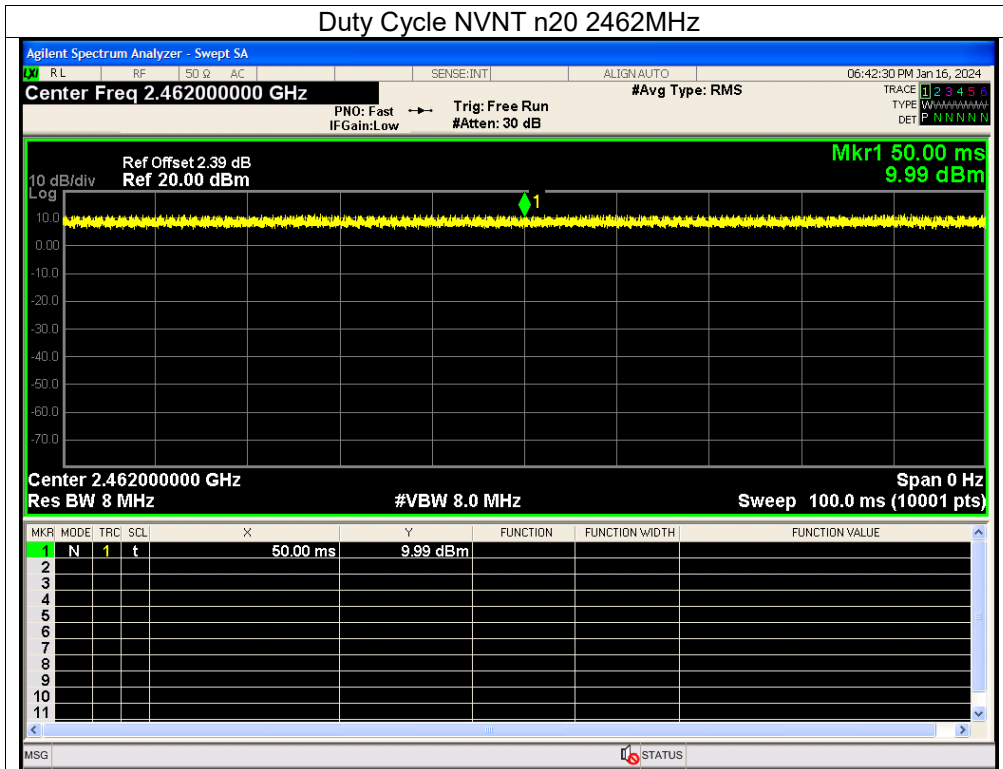 Duty Cycle NVNT n20 2462MHz
Agilent Spectrum Analyzer - Swept SA
LXI RL RF 50 Ω AC SENSE:INT ALIGN AUTO 06:42:30 PM Jan 16, 2024
Center Freq 2.462000000 GHz #Avg Type: RMS TRACE 1 2 3 4 5 6
PNO: Fast Trig: Free Run TYPE WWWWWW
IFGain:Low #Atten: 30 dB DET P N N N N N
Mkr1 50.00 ms
Ref Offset 2.39 dB
10 dB/div Ref 20.00 dBm 9.99 dBm
Log
1
10.0
0.00
-10.0
-20.0
-30.0
-40.0
-50.0
-60.0
-70.0
Center 2.462000000 GHz Span 0 Hz
Res BW 8 MHz #VBW 8.0 MHz Sweep 100.0 ms (10001 pts)
MKR MODE TRC SCL X Y FUNCTION FUNCTION WIDTH FUNCTION VALUE
1 N 1 t 50.00 ms 9.99 dBm
2
3
4
5
6
7
8
9
10
11
MSG STATUS